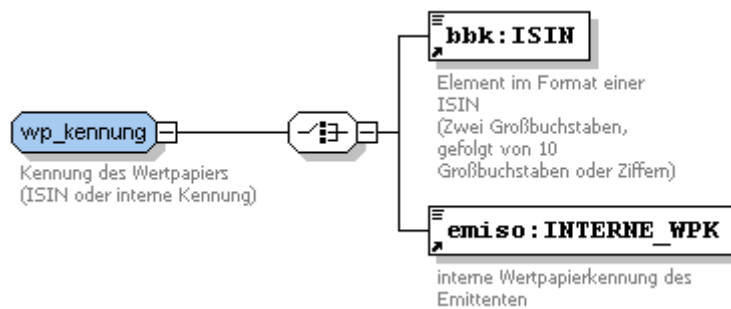 bbk:ISIN
Element im Format einer
ISIN
(Zwei Großbuchstaben,
gefolgt von 10
Großbuchstaben oder Ziffern)
wp_kennung
Kennung des Wertpapiers
(ISIN oder interne Kennung)
emiso:INTERNE_WPK
interne Wertpapierkennung des
Emittenten